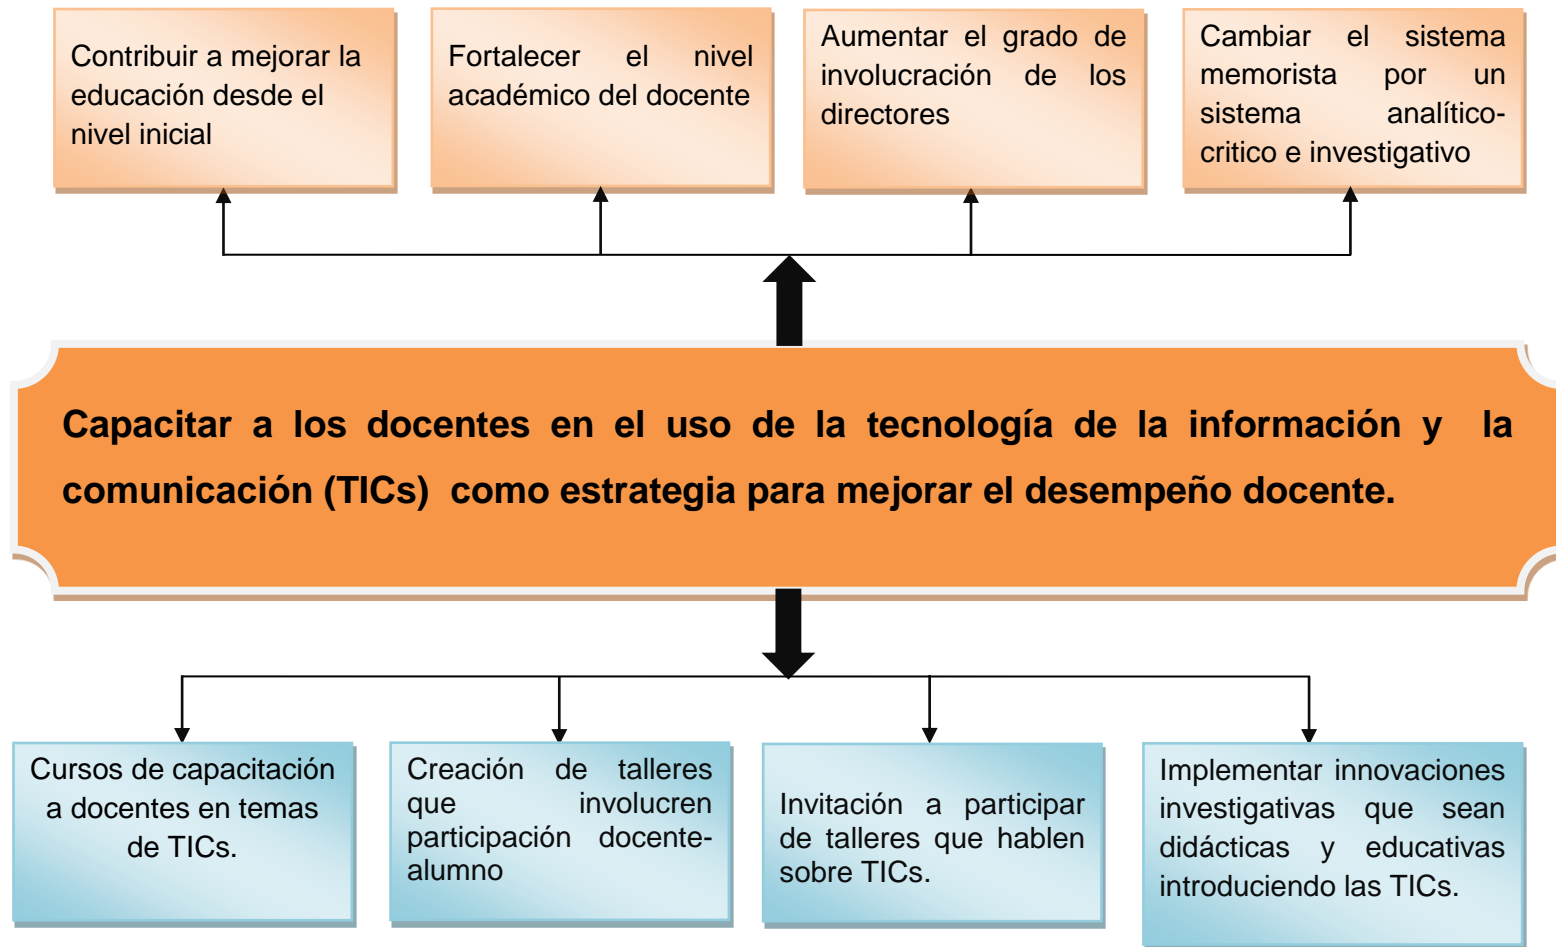 Contribuir a mejorar la
educación desde el
nivel inicial
Fortalecer el nivel
académico del docente
Aumentar el grado de
involucración de los
directores
Cambiar el sistema
memorista por un
sistema analítico-
critico e investigativo
Capacitar a los docentes en el uso de la tecnología de la información y la
comunicación (TICs) como estrategia para mejorar el desempeño docente.
Cursos de capacitación
a docentes en temas
de TICs.
Creación de talleres
que involucren
participación docente-
alumno
Invitación a participar
de talleres que hablen
sobre TICs.
Implementar innovaciones
investigativas que sean
didácticas y educativas
introduciendo las TICs.